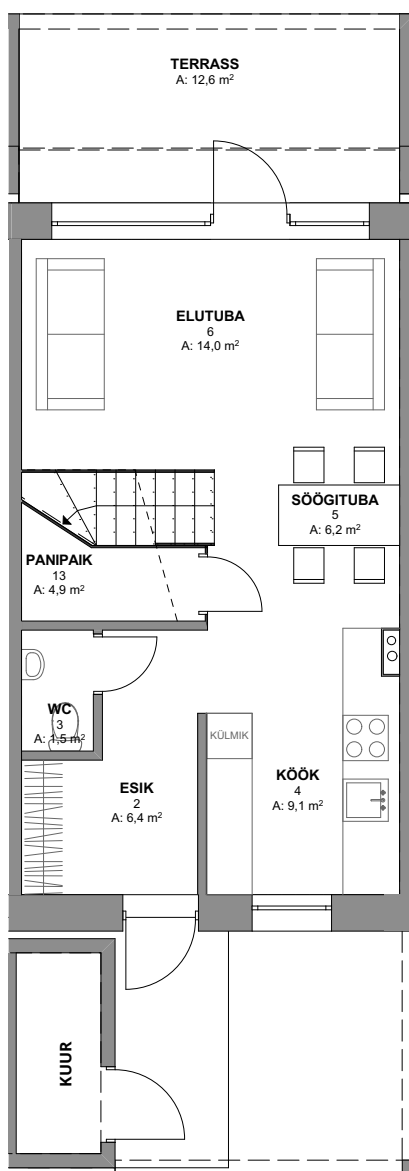 TERRASS
A: 12,6 m²
ELUTUBA
6
A: 14,0 m²
SÖÖGITUBA
5
A: 6,2 m²
PANIPAIK
13
A: 4,9 m²
WC
3
A: 1,5 m²
KÜLMIK
ESIK
2
A: 6,4 m²
KÖÖK
4
A: 9,1 m²
KUUR